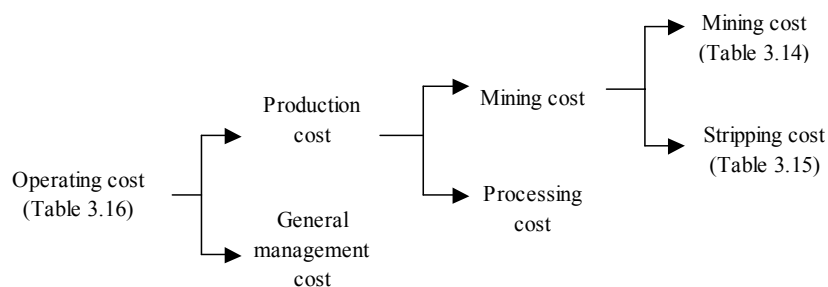 Operating cost
(Table 3.16)
Production
cost
General
management
cost
Mining cost
Processing
cost
Mining cost
(Table 3.14)
Stripping cost
(Table 3.15)